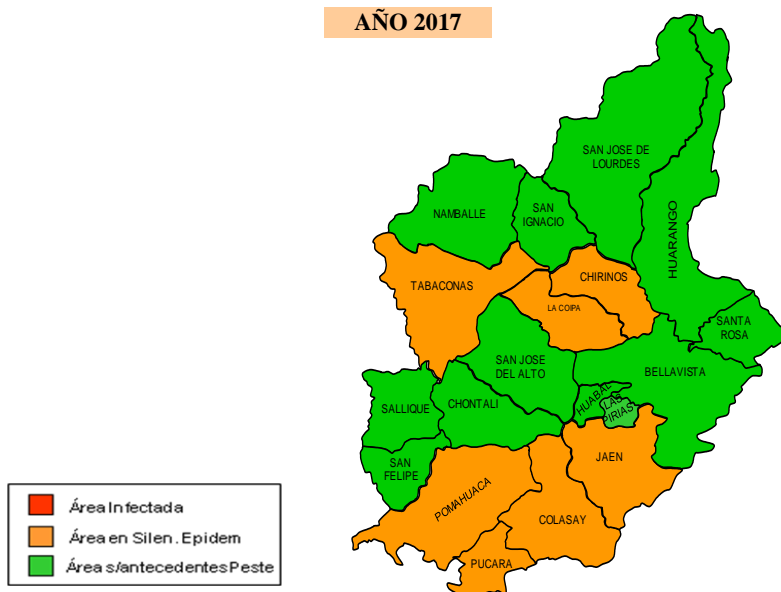 AÑO 2017
SAN JOSE DE
LOURDES
NAMBALLE
SAN
IGNACIO
HUARANGO
TABACONAS
CHIRINOS
LA COIPA
SANTA
ROSA
SAN JOSE
DEL ALTO
BELLAVISTA
SALLIQUE
CHONTALI
HUABAL
LAS
PIRIAS
SAN
FELIPE
JAEN
POMAHUACA
COLASAY
PUCARA
Área Infectada
Área en Silen. Epidem
Área s/antecedentes Peste